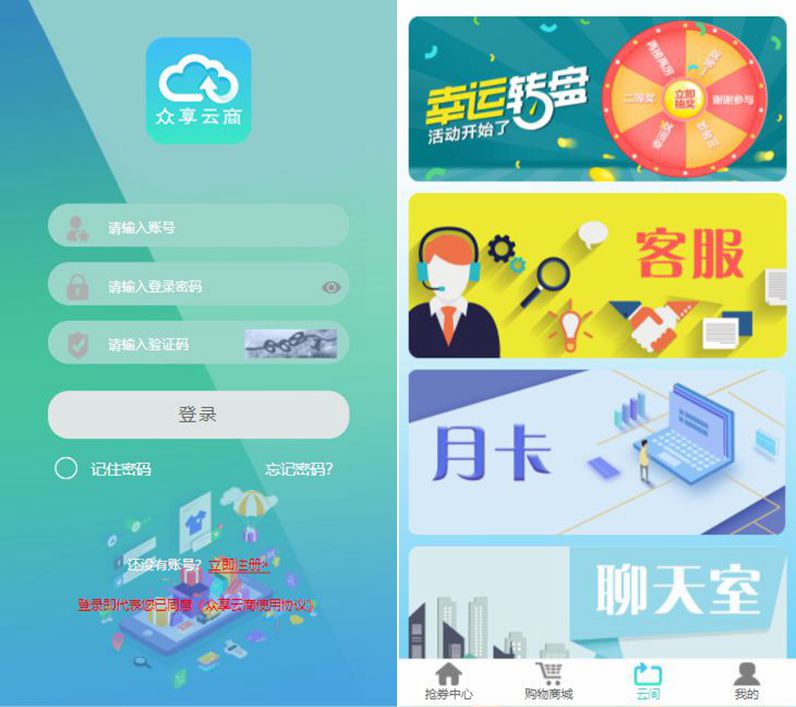 众享云商
请输入账号
请输入登录密码
请输入验证码
登录
记住密码
忘记密码?
还没有账号? 立即注册>
登录即代表您已同意《众享云商使用协议》
幸运转盘
活动开始了
二等奖
谢谢参与
幸运奖
立即
抽奖
客服
月卡
聊天室
抢券中心
购物商城
云间
我的